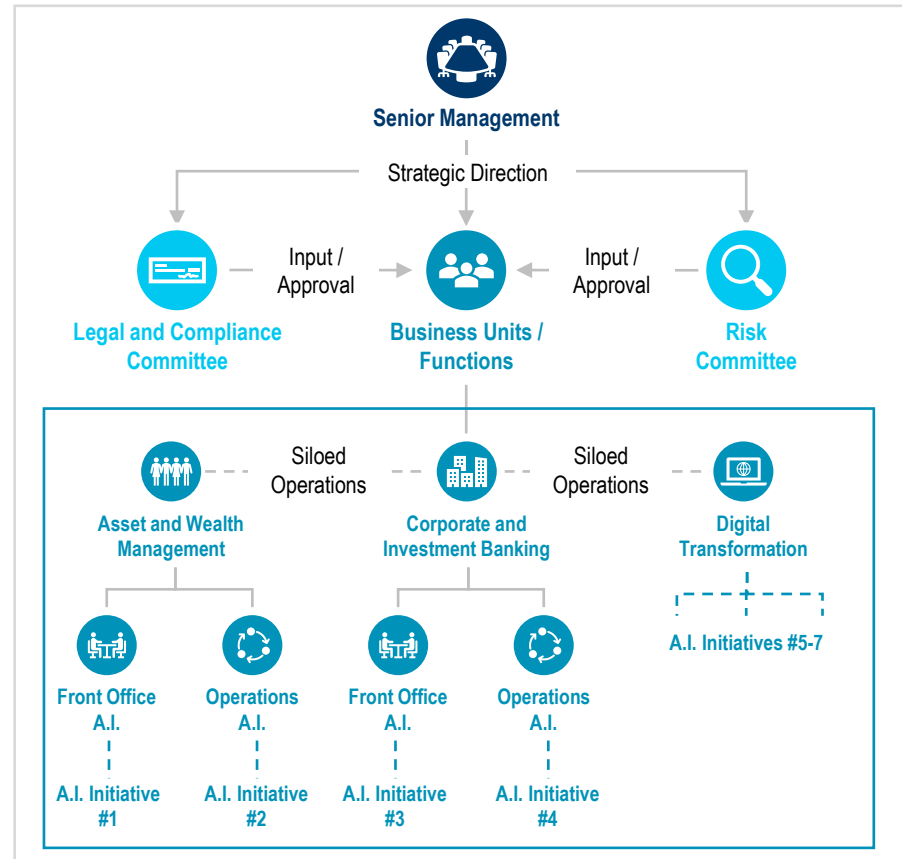 Senior Management
Strategic Direction
Input /
Approval
Input /
Approval
Legal and Compliance
Committee
Business Units /
Functions
Risk
Committee
Siloed
Operations
Siloed
Operations
Asset and Wealth
Management
Corporate and
Investment Banking
Digital
Transformation
A.I. Initiatives #5-7
Front Office
A.I.
Operations
A.I.
Front Office
A.I.
Operations
A.I.
A.I. Initiative
#1
A.I. Initiative
#2
A.I. Initiative
#3
A.I. Initiative
#4